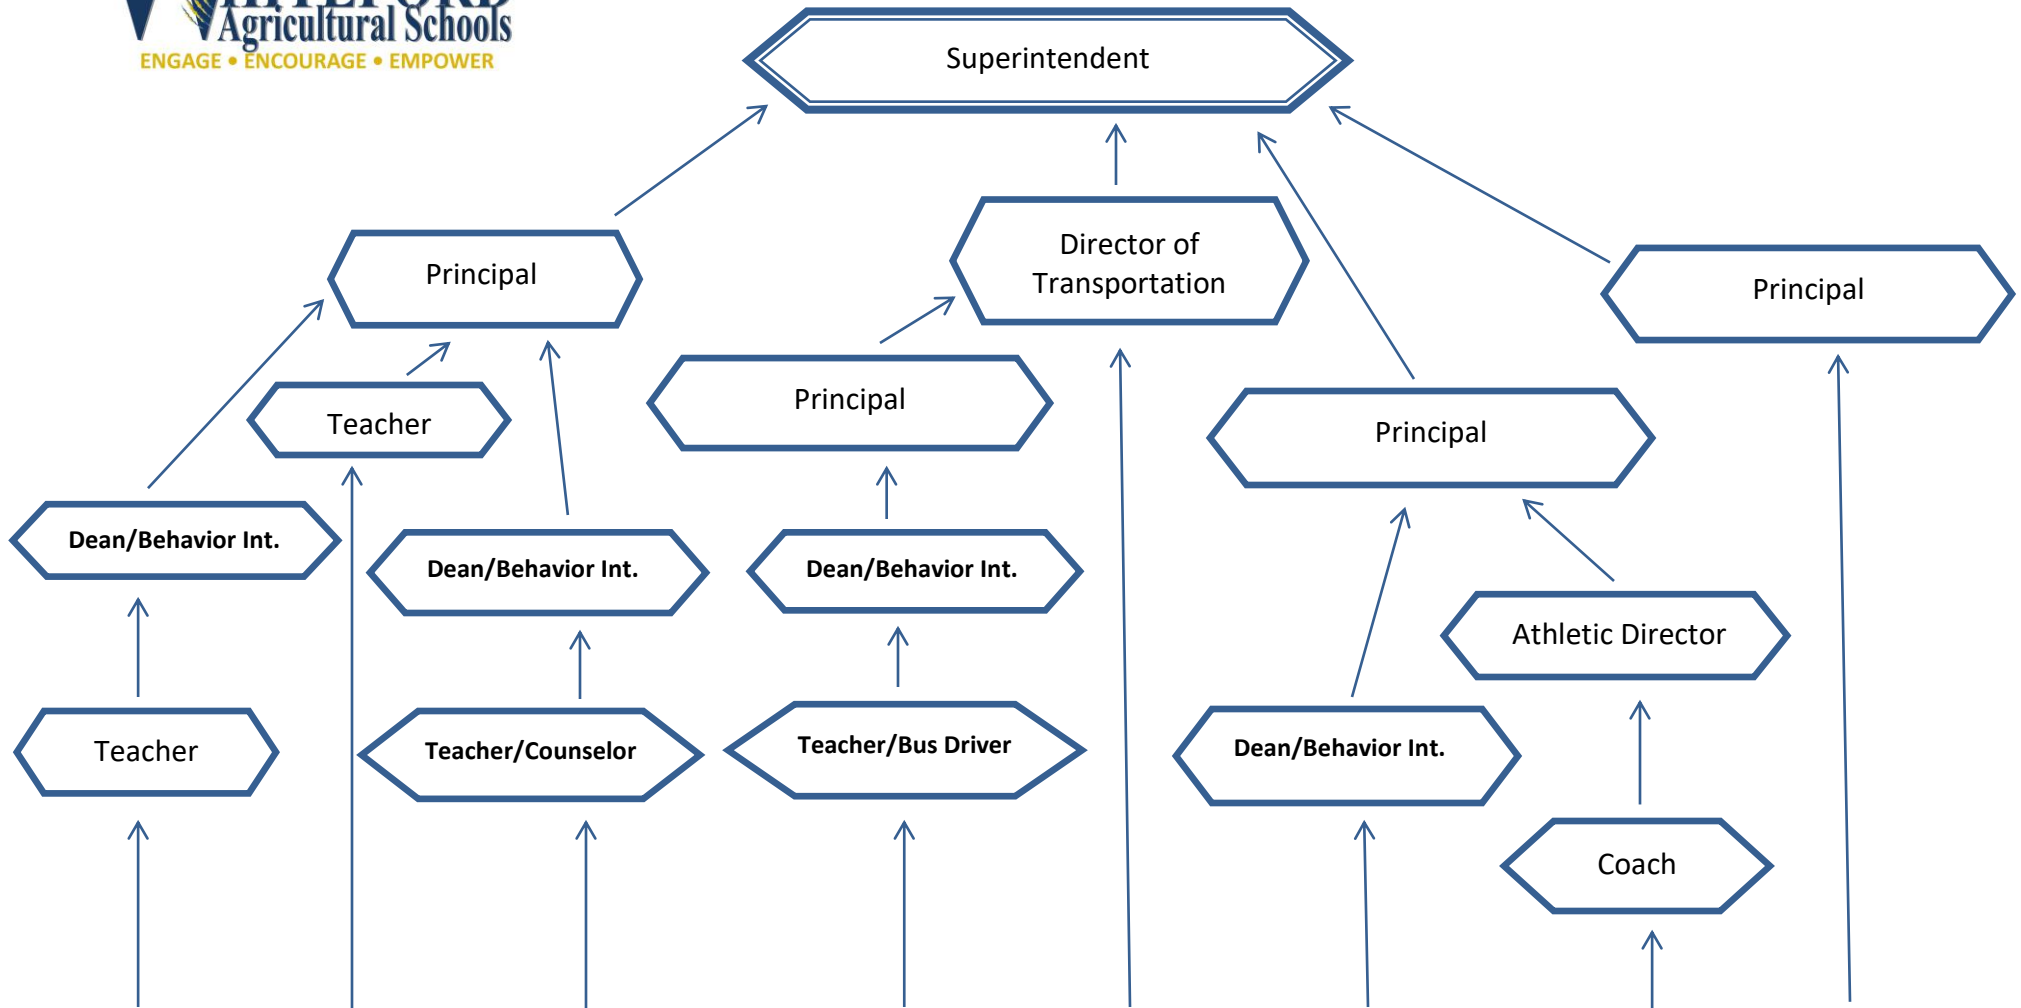 Agricultural Schools
ENGAGE • ENCOURAGE • EMPOWER
Superintendent
Director of
Transportation
Principal
Principal
Principal
Teacher
Principal
Dean/Behavior Int.
Dean/Behavior Int.
Dean/Behavior Int.
Athletic Director
Teacher
Teacher/Counselor
Teacher/Bus Driver
Dean/Behavior Int.
Coach